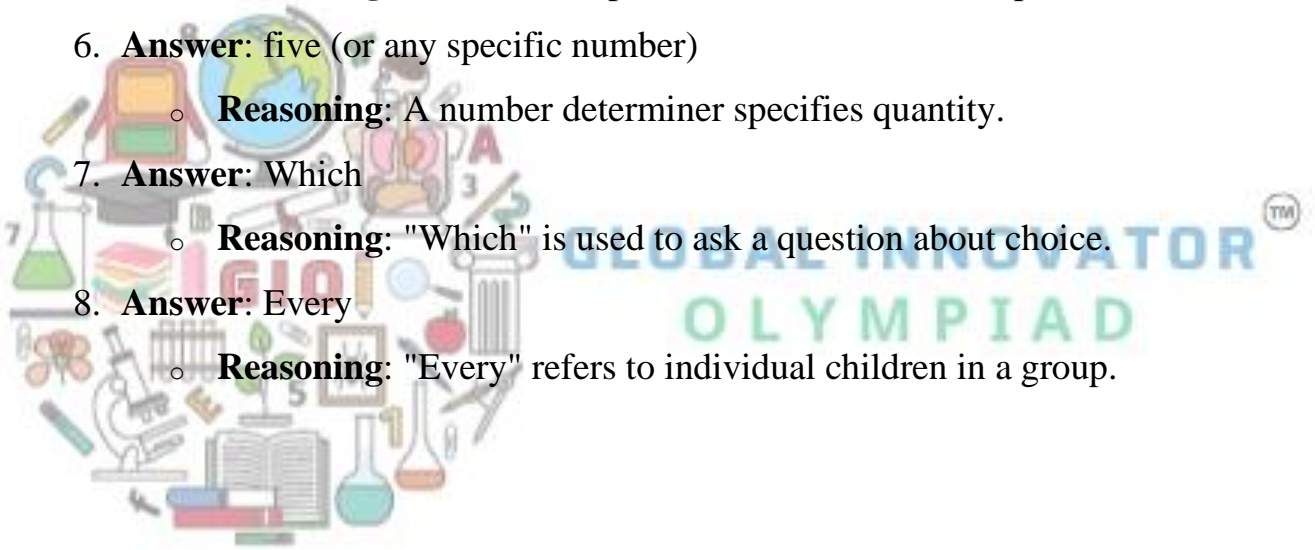 6. Answer: five (or any specific number)
o Reasoning: A number determiner specifies quantity.
7. Answer: Which
o Reasoning: "Which" is used to ask a question about choice.
8. Answer: Every
o Reasoning: "Every" refers to individual children in a group.
GLOBAL INNOVATOR
OLYMPIAD
TM
GIO